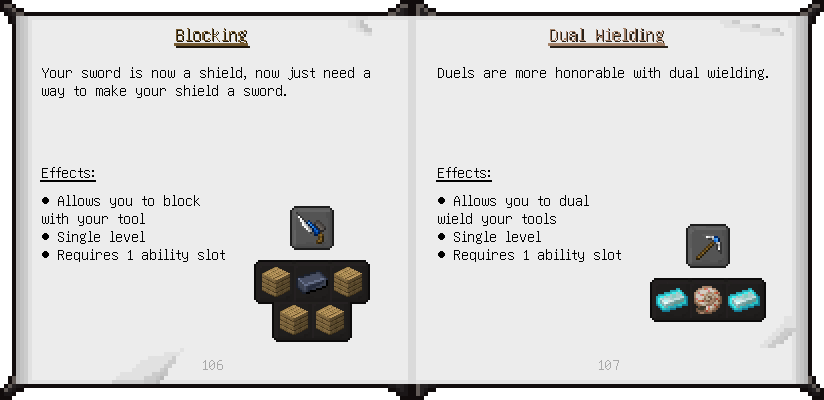 Blocking
Your sword is now a shield, now just need a
way to make your shield a sword.
Effects:
● Allows you to block
with your tool
● Single level
● Requires 1 ability slot
106
Dual Wielding
Duels are more honorable with dual wielding.
Effects:
● Allows you to dual
wield your tools
● Single level
● Requires 1 ability slot
107